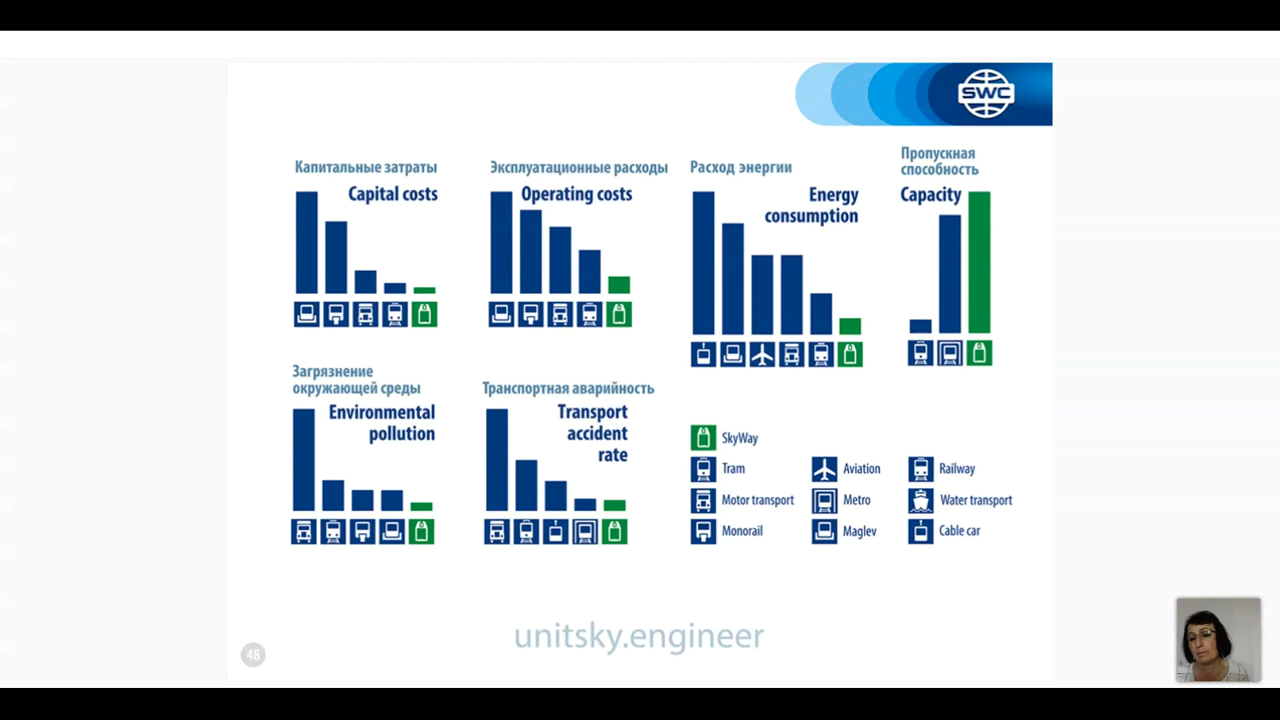 SWC
Капитальные затраты
Capital costs
Эксплуатационные расходы
Operating costs
Расход энергии
Energy
consumption
Пропускная
способность
Capacity
Загрязнение
окружающей среды
Environmental
pollution
Транспортная аварийность
Transport
accident
rate
SkyWay
Tram
Aviation
Railway
Motor transport
Metro
Water transport
Monorail
Maglev
Cable car
48
unitsky.engineer